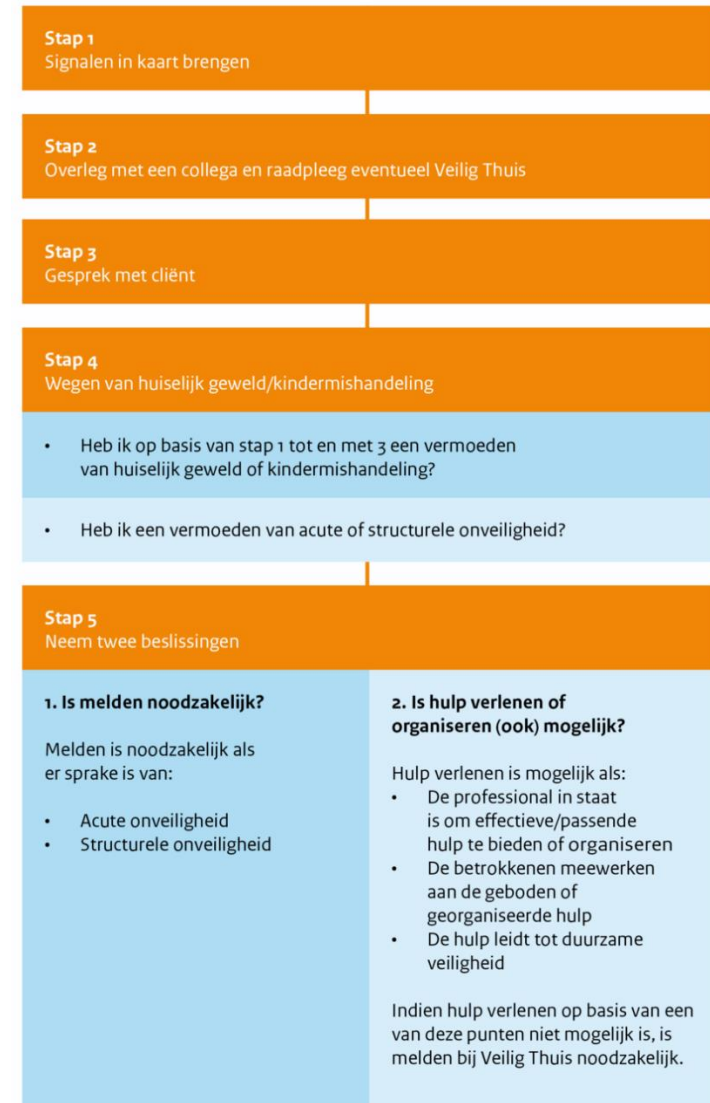 Stap 1
Signalen in kaart brengen
Stap 2
Overleg met een collega en raadpleeg eventueel Veilig Thuis
Stap 3
Gesprek met cliënt
Stap 4
Wegen van huiselijk geweld/kindermishandeling
• Heb ik op basis van stap 1 tot en met 3 een vermoeden
van huiselijk geweld of kindermishandeling?
• Heb ik een vermoeden van acute of structurele onveiligheid?
Stap 5
Neem twee beslissingen
1. Is melden noodzakelijk?
Melden is noodzakelijk als
er sprake is van:
• Acute onveiligheid
• Structurele onveiligheid
2. Is hulp verlenen of
organiseren (ook) mogelijk?
Hulp verlenen is mogelijk als:
• De professional in staat
is om effectieve/passende
hulp te bieden of organiseren
• De betrokkenen meewerken
aan de geboden of
georganiseerde hulp
• De hulp leidt tot duurzame
veiligheid
Indien hulp verlenen op basis van een
van deze punten niet mogelijk is, is
melden bij Veilig Thuis noodzakelijk.